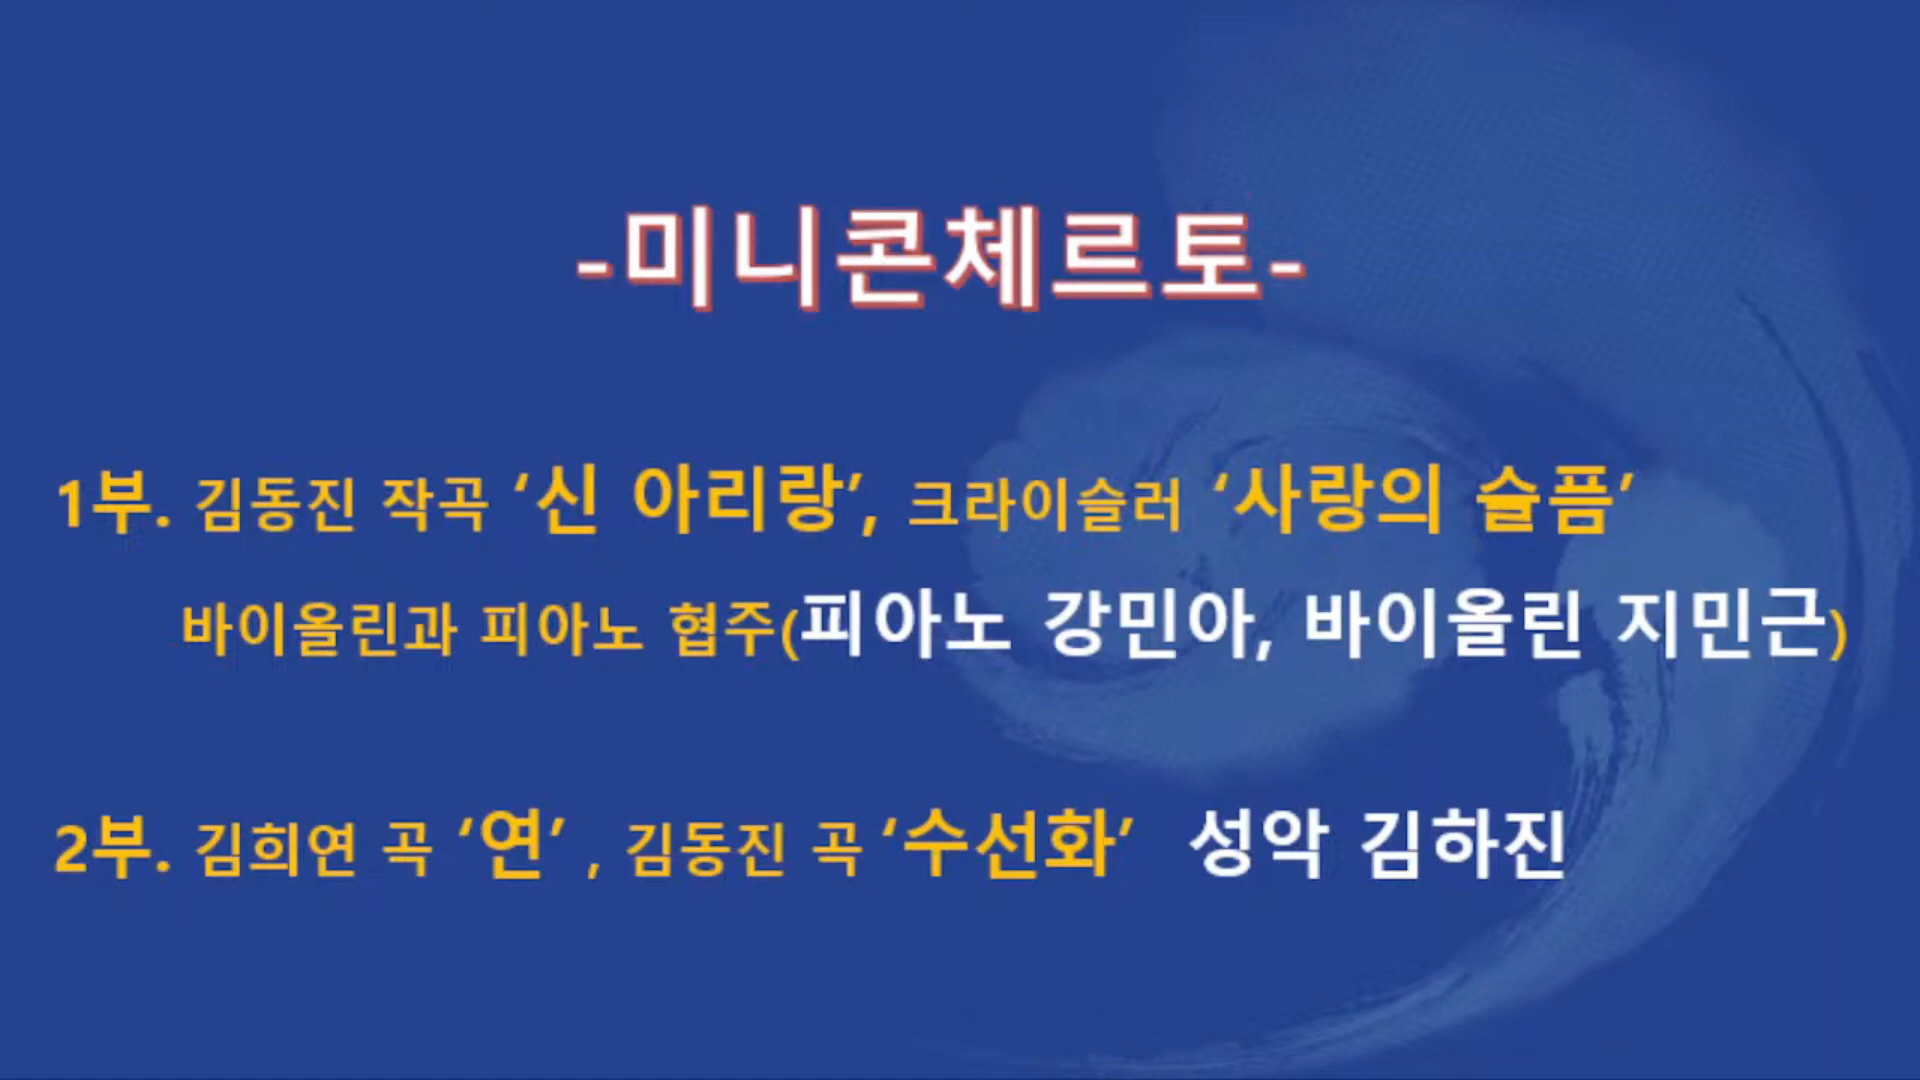 -미니콘체르토-
1부. 김동진 작곡 ‘신 아리랑’, 크라이슬러 ‘사랑의 슬픔’
바이올린과 피아노 협주(피아노 강민아, 바이올린 지민근)
2부. 김희연 곡 ‘연’ , 김동진 곡 ‘수선화’ 성악 김하진